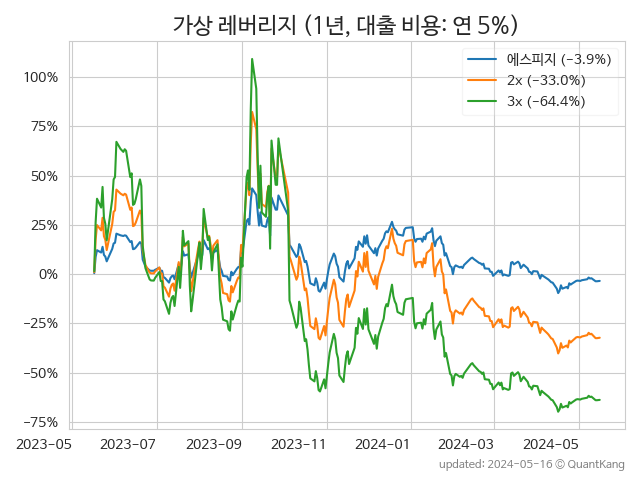 가상 레버리지 (1년, 대출 비용: 연 5%)
에스피지 (−3.9%)
2x (−33.0%)
3x (−64.4%)
100%
75%
50%
25%
0%
−25%
−50%
−75%
2023-05 2023-07 2023-09 2023-11 2024-01 2024-03 2024-05
updated: 2024-05-16 © QuantKang